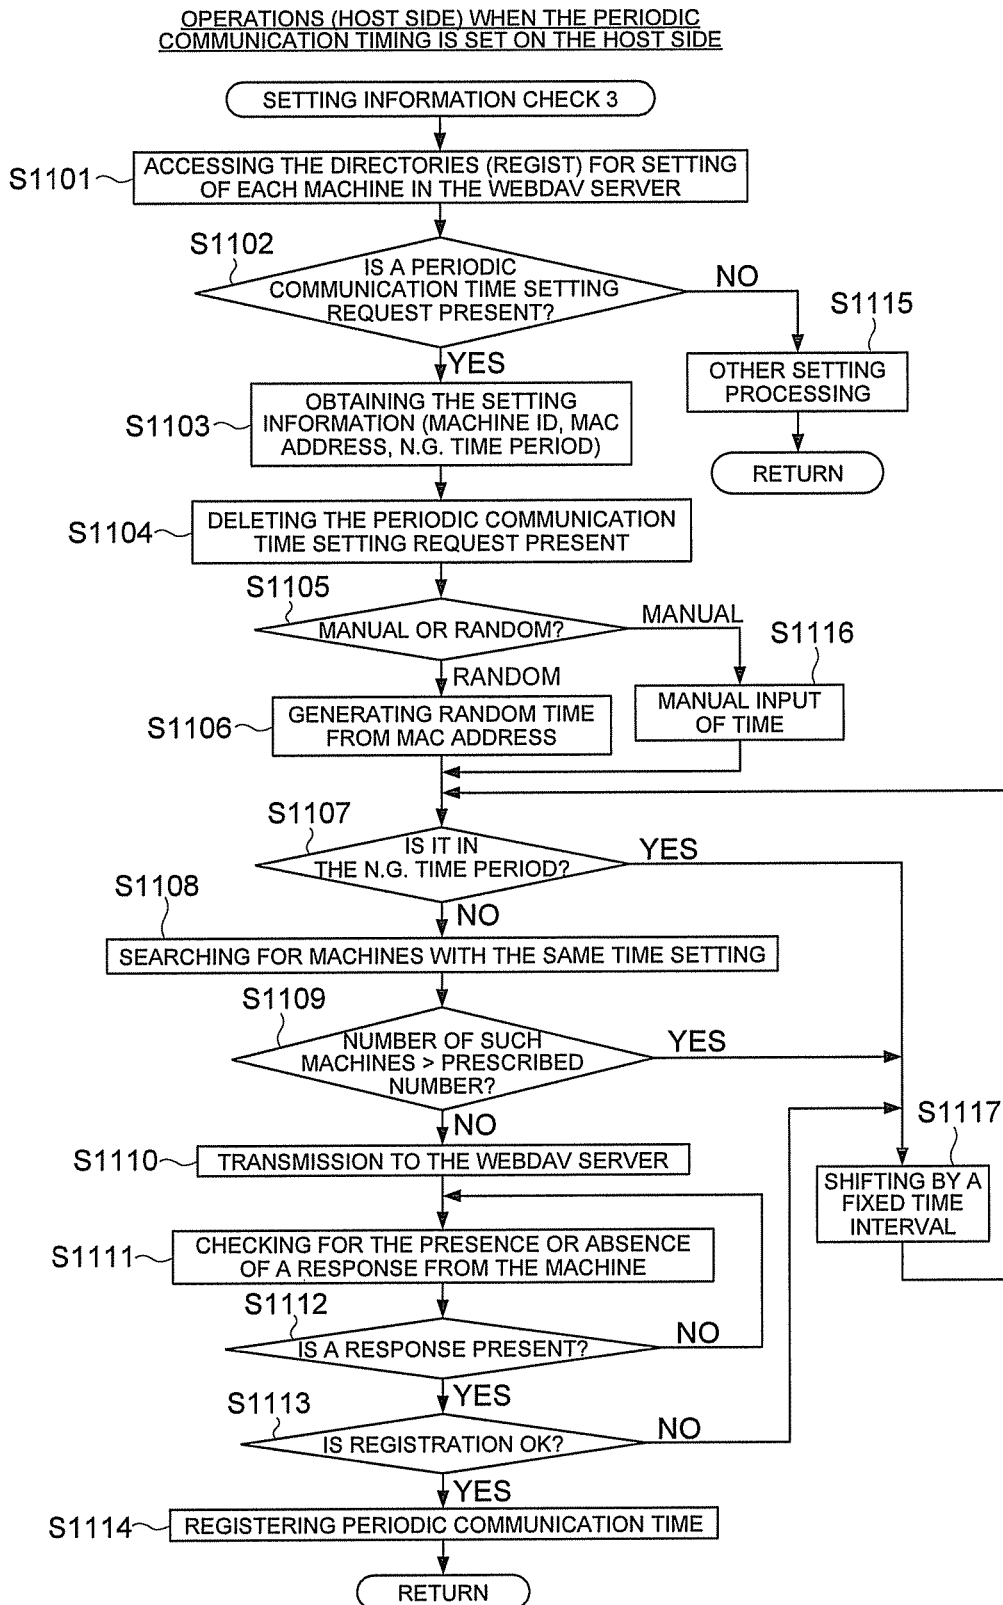 OPERATIONS (HOST SIDE) WHEN THE PERIODIC
COMMUNICATION TIMING IS SET ON THE HOST SIDE
SETTING INFORMATION CHECK 3
S1101
ACCESSING THE DIRECTORIES (REGIST) FOR SETTING
OF EACH MACHINE IN THE WEBDAV SERVER
S1102
IS A PERIODIC
COMMUNICATION TIME SETTING
REQUEST PRESENT?
NO
YES
S1115
OTHER SETTING
PROCESSING
RETURN
S1103
OBTAINING THE SETTING
INFORMATION (MACHINE ID, MAC
ADDRESS, N.G. TIME PERIOD)
S1104
DELETING THE PERIODIC COMMUNICATION
TIME SETTING REQUEST PRESENT
S1105
MANUAL OR RANDOM?
MANUAL
RANDOM
S1116
MANUAL INPUT
OF TIME
S1106
GENERATING RANDOM TIME
FROM MAC ADDRESS
S1107
IS IT IN
THE N.G. TIME PERIOD?
YES
NO
S1108
SEARCHING FOR MACHINES WITH THE SAME TIME SETTING
S1109
NUMBER OF SUCH
MACHINES > PRESCRIBED
NUMBER?
YES
NO
S1117
SHIFTING BY A
FIXED TIME
INTERVAL
S1110
TRANSMISSION TO THE WEBDAV SERVER
S1111
CHECKING FOR THE PRESENCE OR ABSENCE
OF A RESPONSE FROM THE MACHINE
S1112
IS A RESPONSE PRESENT?
NO
YES
S1113
IS REGISTRATION OK?
NO
YES
S1114
REGISTERING PERIODIC COMMUNICATION TIME
RETURN